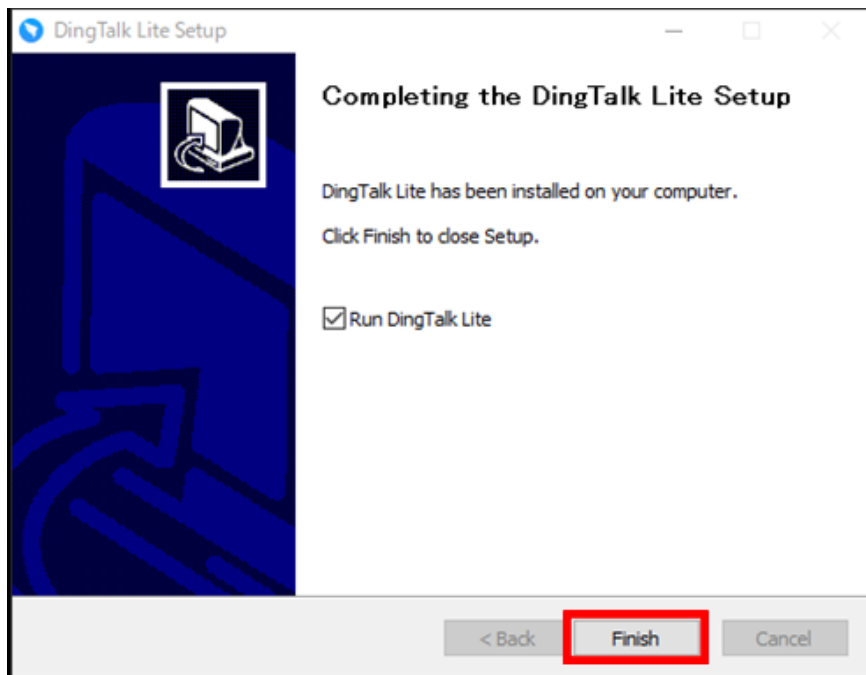 DingTalk Lite Setup
Completing the DingTalk Lite Setup
DingTalk Lite has been installed on your computer.
Click Finish to close Setup.
Run DingTalk Lite
< Back
Finish
Cancel